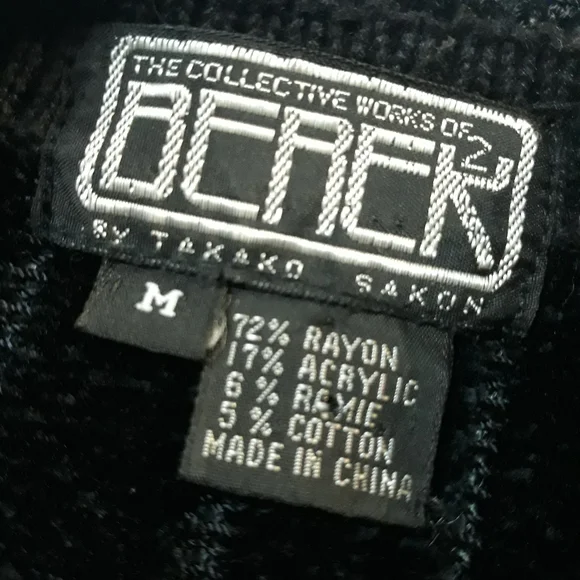 THE COLLECTIVE WORKS OF
BEREK 2
BY TAKAKO SAKON
M
72% RAYON
17% ACRYLIC
6% RAMIE
5% COTTON
MADE IN CHINA